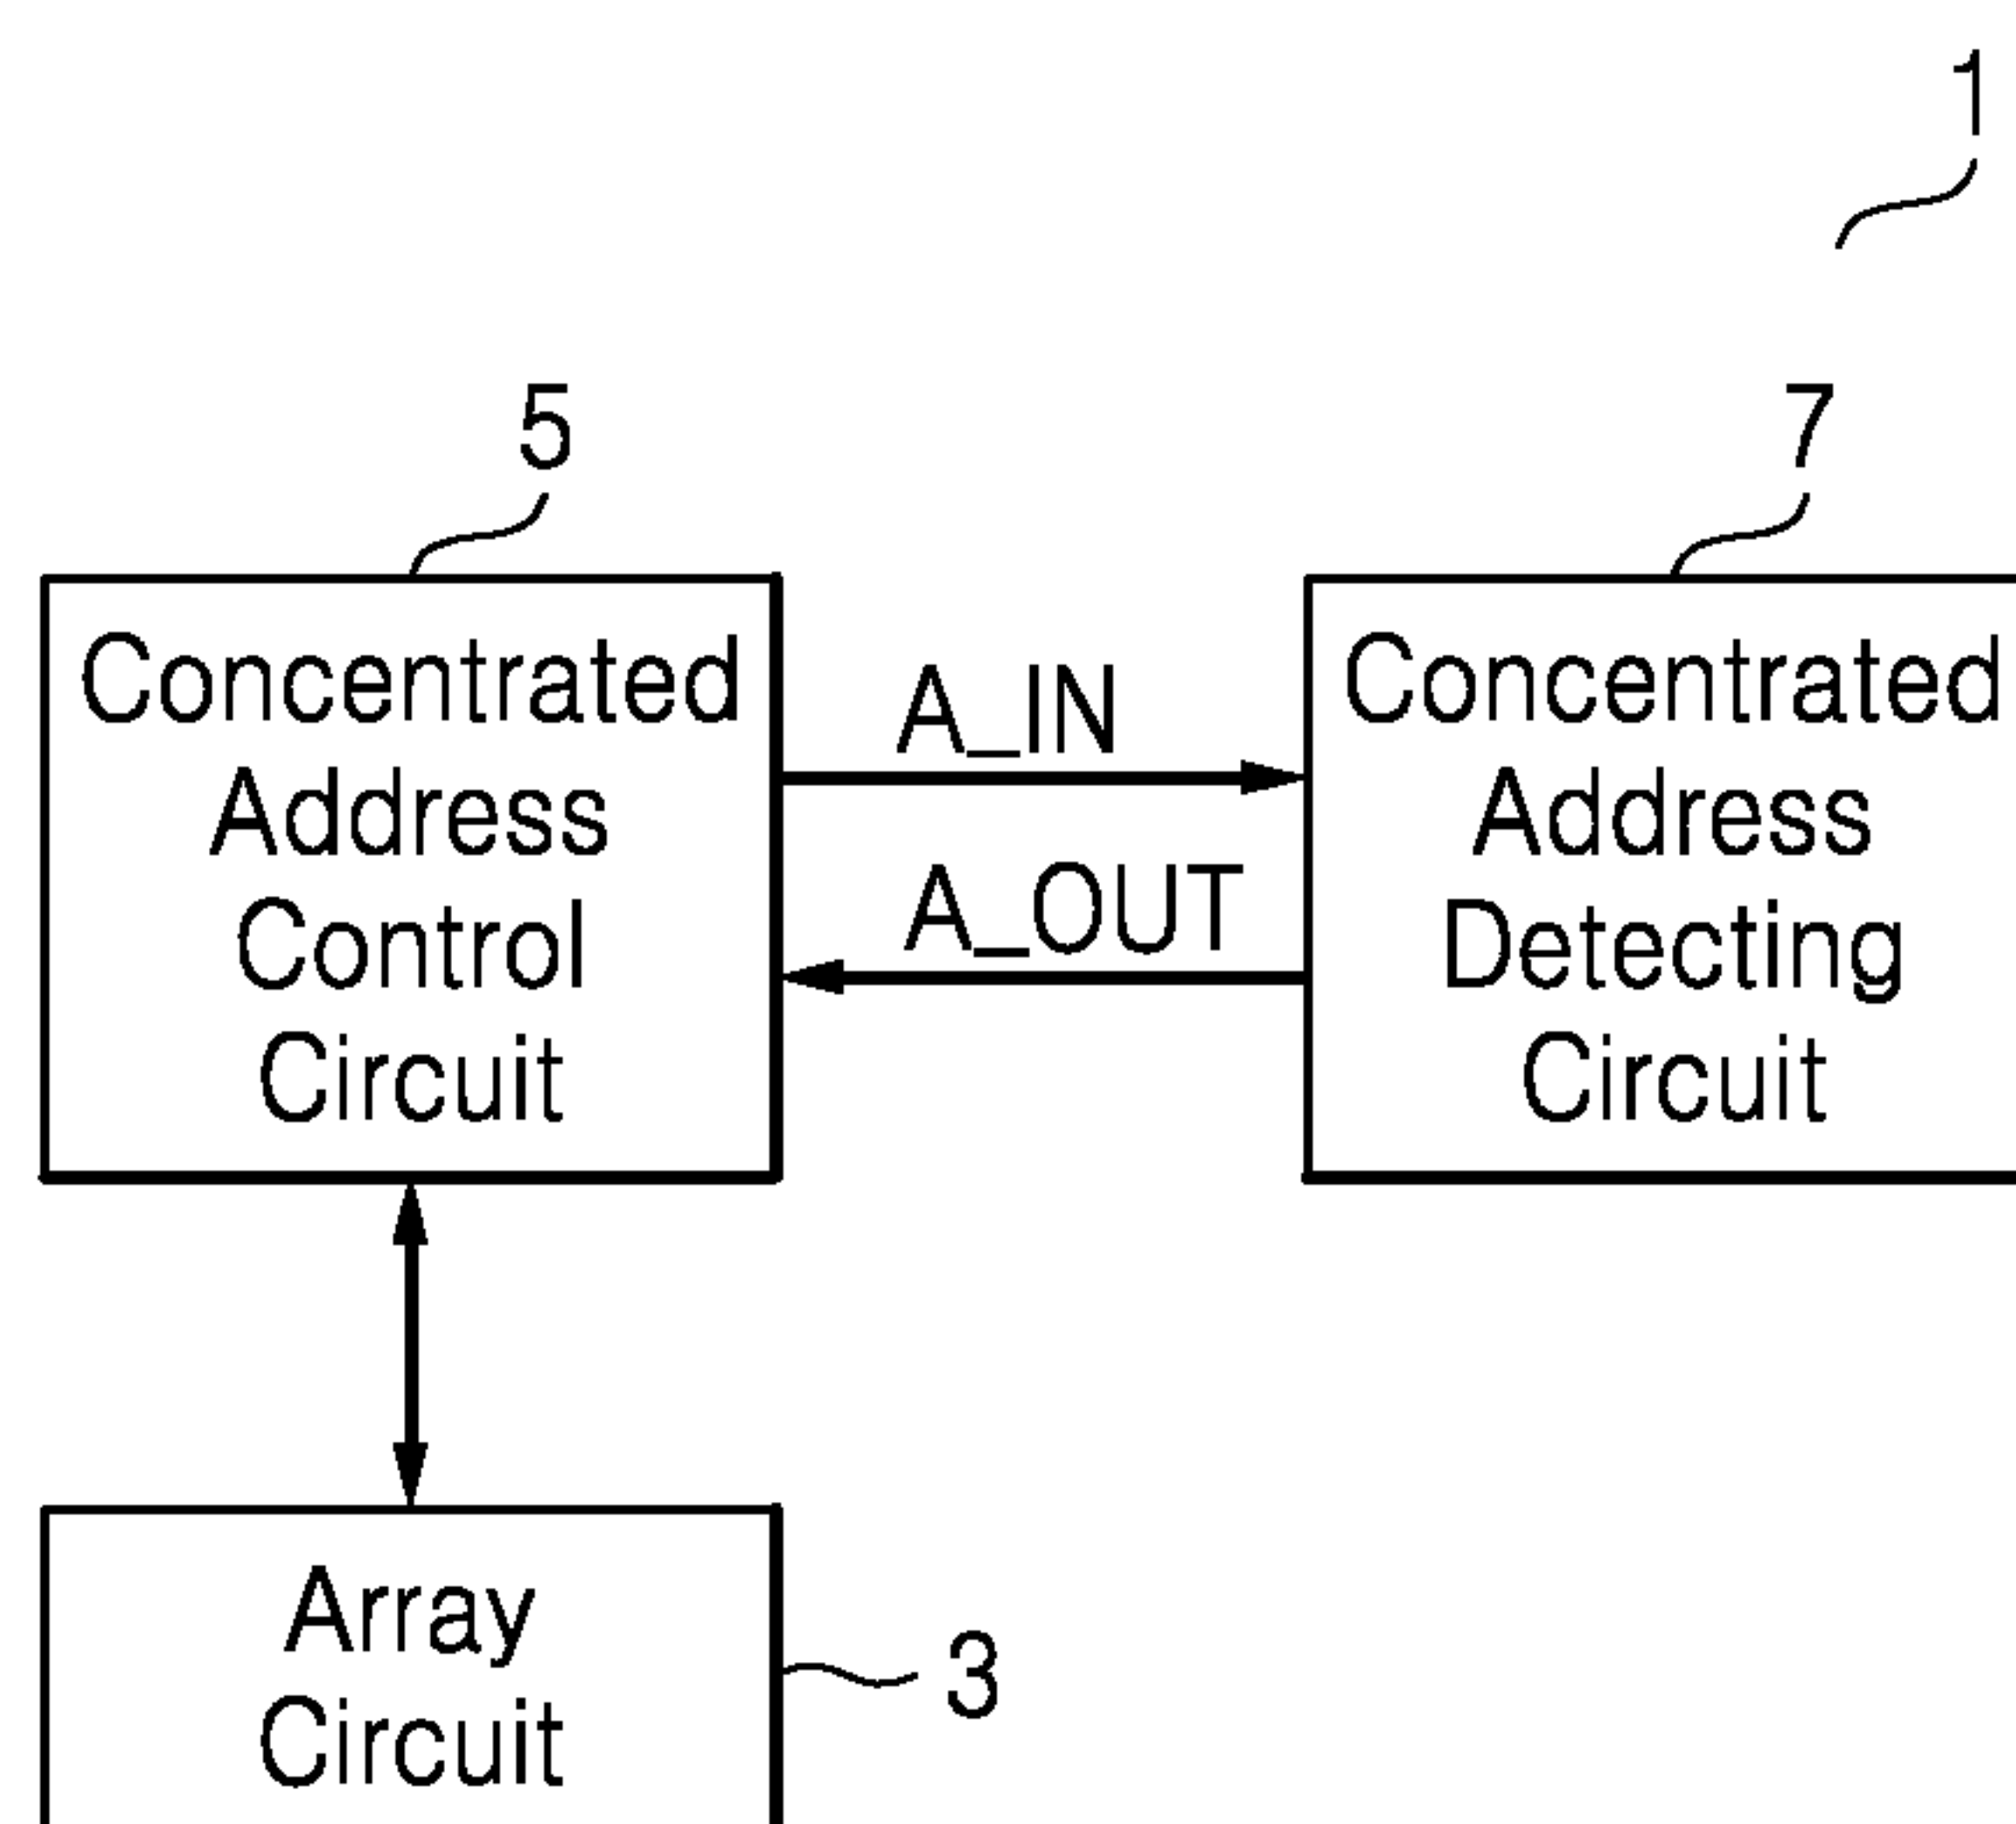 1
5
7
Concentrated
Address
Control
Circuit
A_IN
A_OUT
Concentrated
Address
Detecting
Circuit
Array
Circuit
3